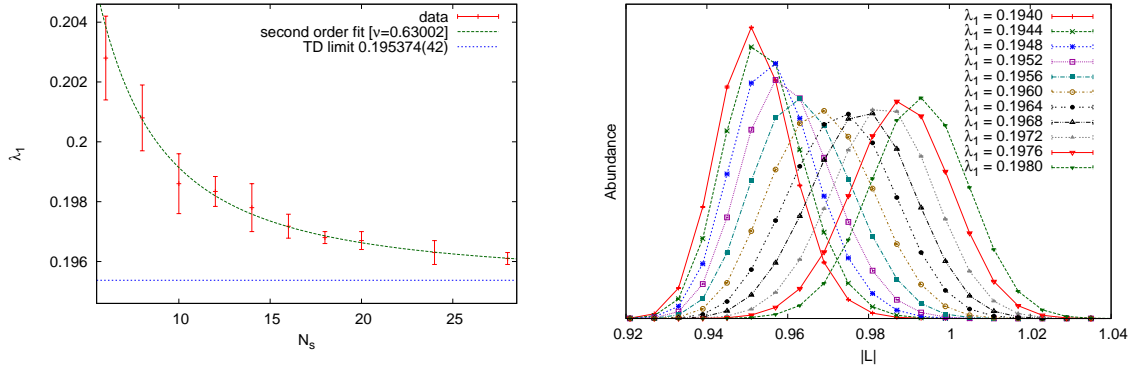 0.204
0.202
0.2
0.198
0.196
λ1
10
15
20
25
Ns
data
second order fit [ν=0.63002]
TD limit 0.195374(42)
Abundance
0.92
0.94
0.96
0.98
1
1.02
1.04
|L|
λ1 = 0.1940
λ1 = 0.1944
λ1 = 0.1948
λ1 = 0.1952
λ1 = 0.1956
λ1 = 0.1960
λ1 = 0.1964
λ1 = 0.1968
λ1 = 0.1972
λ1 = 0.1976
λ1 = 0.1980